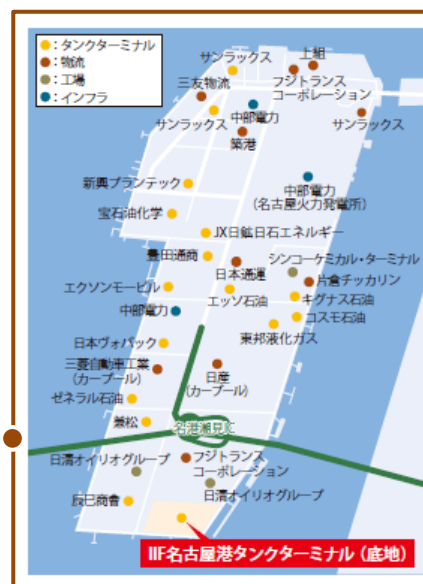 ●：タンクターミナル
●：物流
●：工場
●：インフラ
サンラックス
上組
三友物流
フジトランス
コーポレーション
中部電力
サンラックス
サンラックス
築港
新興プランテック
中部電力
(名古屋火力発電所)
宝石油化学
JX日鉱日石エネルギー
豊田通商
シンコーケミカル・ターミナル
日本通運
片倉チッカリン
エクソンモービル
エッソ石油
キグナス石油
中部電力
コスモ石油
東邦液化ガス
日本ヴォパック
三菱自動車工業
(カープール)
日産
(カープール)
ゼネラル石油
兼松
名港潮見IC
日清オイリオグループ
フジトランス
コーポレーション
日清オイリオグループ
辰巳商會
IIF名古屋港タンクターミナル（底地）